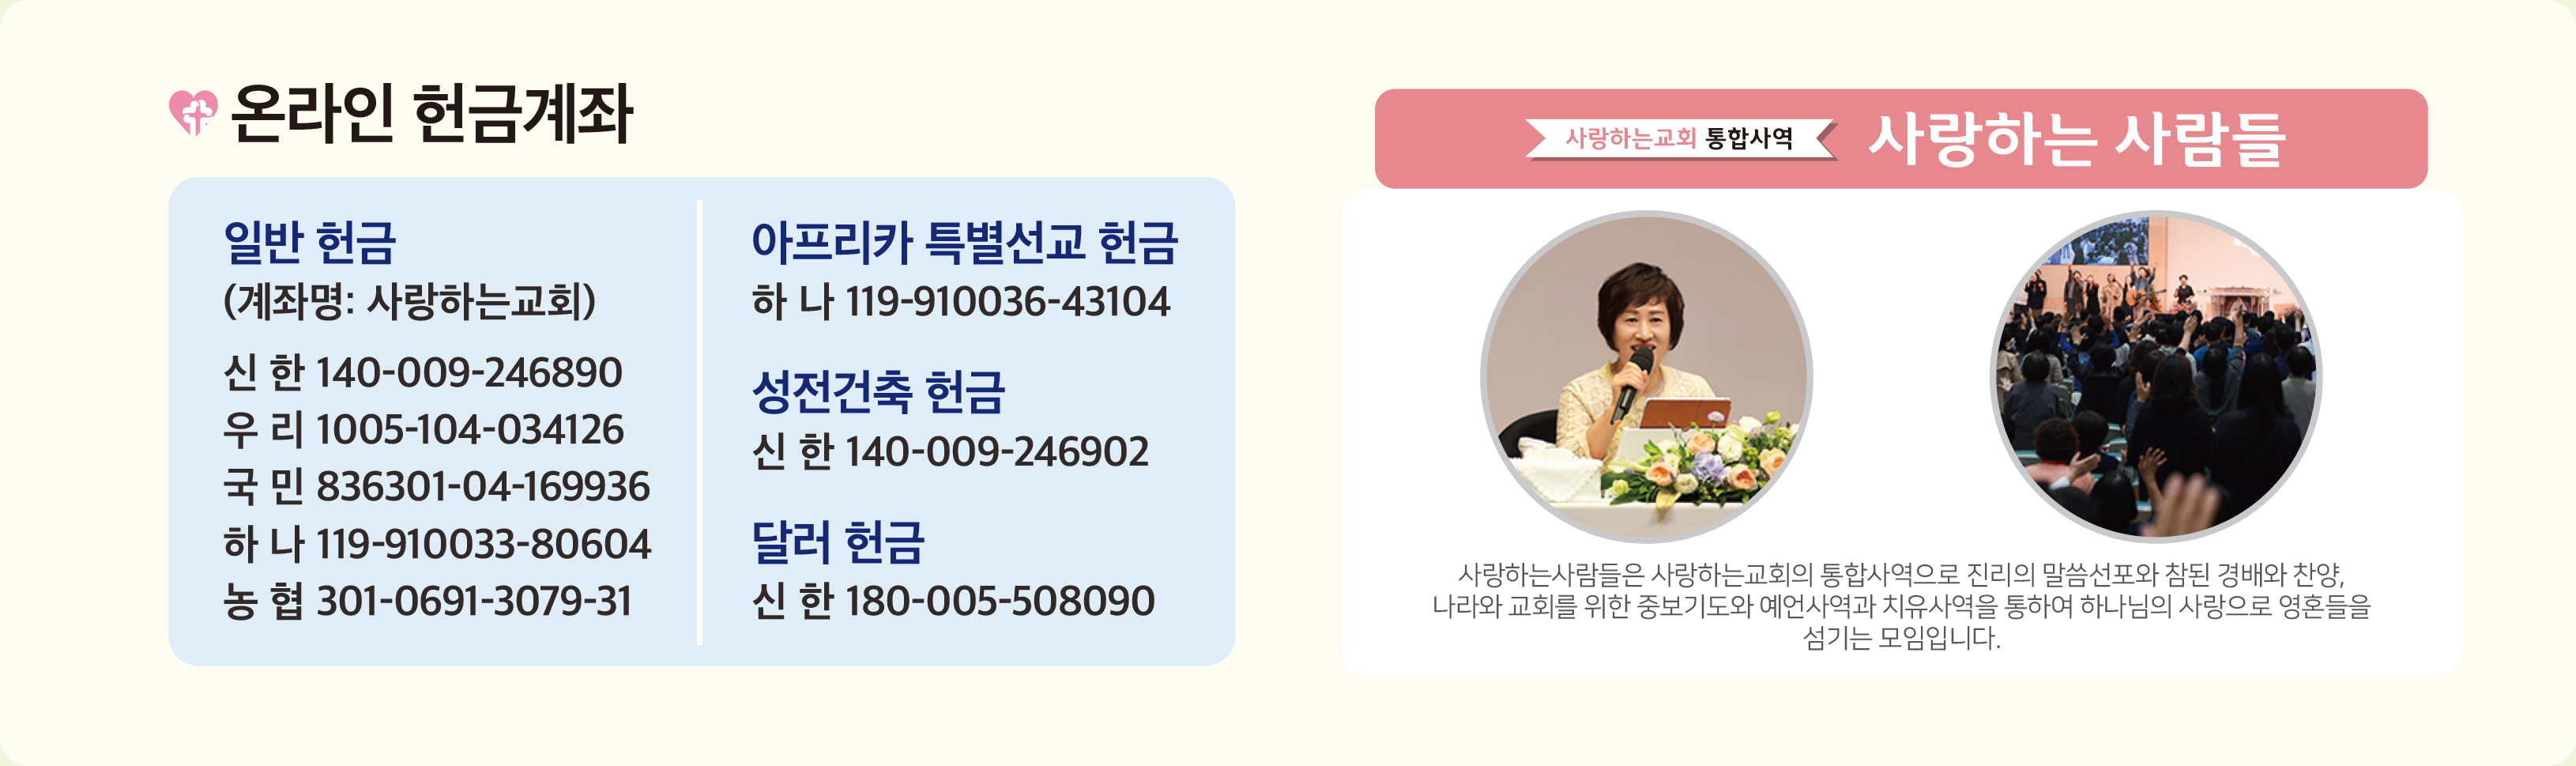 온라인 헌금계좌
일반 헌금
(계좌명: 사랑하는교회)
신 한 140-009-246890
우 리 1005-104-034126
국 민 836301-04-169936
하 나 119-910033-80604
농 협 301-0691-3079-31
아프리카 특별선교 헌금
하 나 119-910036-43104
성전건축 헌금
신 한 140-009-246902
달러 헌금
신 한 180-005-508090
사랑하는교회 통합사역 사랑하는 사람들
사랑하는사람들은 사랑하는교회의 통합사역으로 진리의 말씀선포와 참된 경배와 찬양,
나라와 교회를 위한 중보기도와 예언사역과 치유사역을 통하여 하나님의 사랑으로 영혼들을
섬기는 모임입니다.